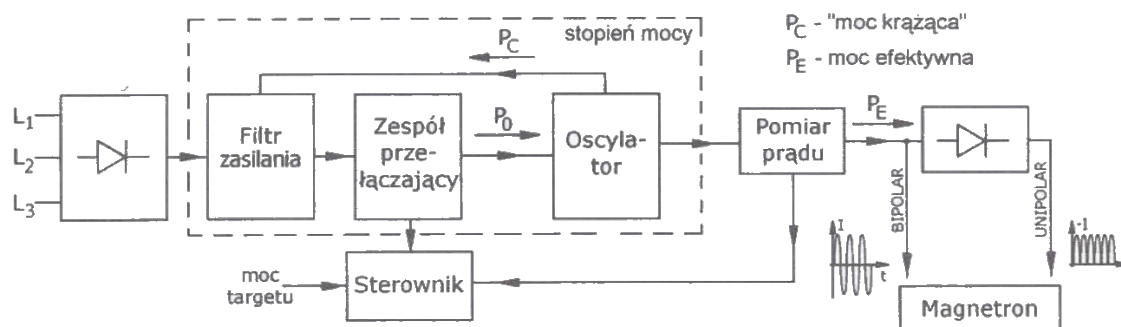 P_C - "moc krążąca"
P_E - moc efektywna
stopień mocy
P_C
L_1
L_2
L_3
Filtr
zasilania
Zespół
prze-
łączający
P_0
Oscyla-
tor
Pomiar
prądu
P_E
BIPOLAR
UNIPOLAR
I
t
-I
moc
targetu
Sterownik
Magnetron